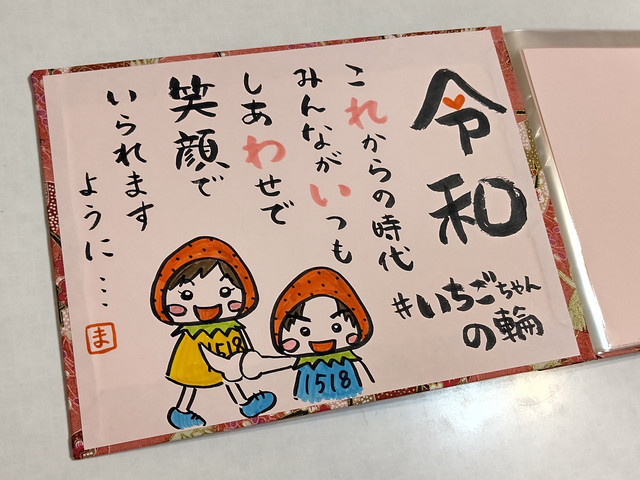 令和
これからの時代
みんながいつも
しあわせで
笑顔で
いられます
ように…
#いちごちゃん
の輪
1518
1518
ま